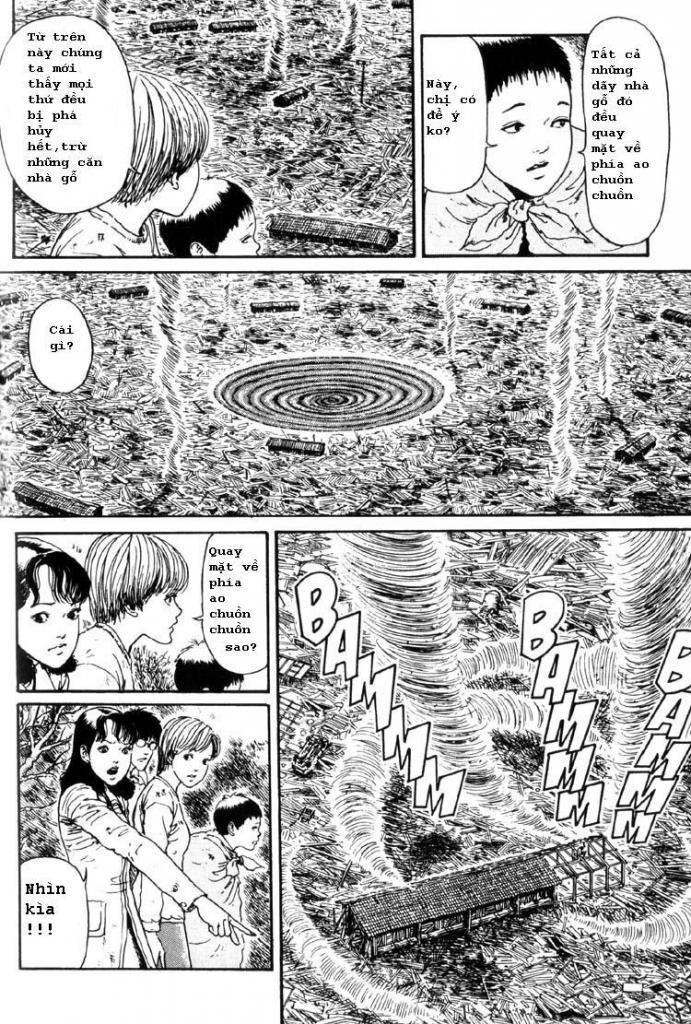 Từ trên
này chúng
ta mới
thấy mọi
thứ đều
bị phá
hủy
hết,trừ
những căn
nhà gỗ
Này,
chị có
để ý
ko?
Tất cả
những
dãy nhà
gỗ đó
đều
quay
mặt về
phía ao
chuồn
chuồn
Cái
gì?
Quay
mặt về
phía
ao
chuồn
chuồn
sao?
BAMMMM
BAMMMM
BAMMMM
Nhìn
kìa
!!!